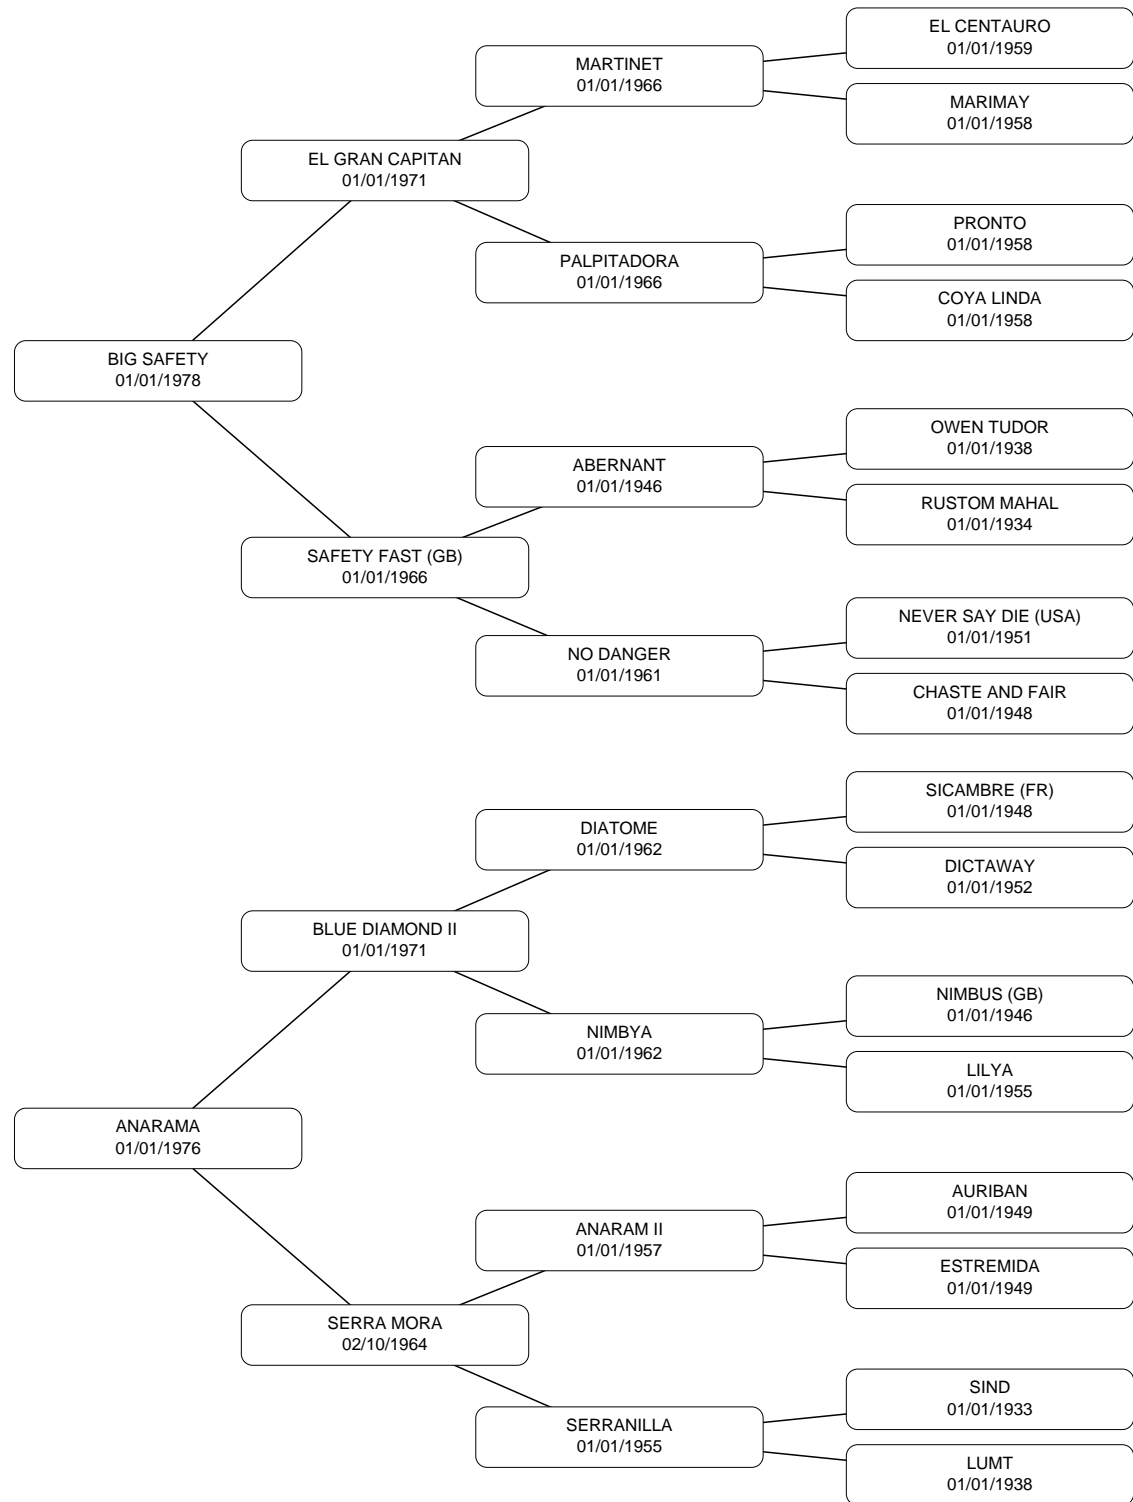 EL CENTAURO
01/01/1959
MARTINET
01/01/1966
MARIMAY
01/01/1958
EL GRAN CAPITAN
01/01/1971
PRONTO
01/01/1958
PALPITADORA
01/01/1966
COYA LINDA
01/01/1958
BIG SAFETY
01/01/1978
OWEN TUDOR
01/01/1938
ABERNANT
01/01/1946
RUSTOM MAHAL
01/01/1934
SAFETY FAST (GB)
01/01/1966
NEVER SAY DIE (USA)
01/01/1951
NO DANGER
01/01/1961
CHASTE AND FAIR
01/01/1948
SICAMBRE (FR)
01/01/1948
DIATOME
01/01/1962
DICTAWAY
01/01/1952
BLUE DIAMOND II
01/01/1971
NIMBUS (GB)
01/01/1946
NIMBYA
01/01/1962
LILYA
01/01/1955
ANARAMA
01/01/1976
AURIBAN
01/01/1949
ANARAM II
01/01/1957
ESTREMIDA
01/01/1949
SERRA MORA
02/10/1964
SIND
01/01/1933
SERRANILLA
01/01/1955
LUMT
01/01/1938